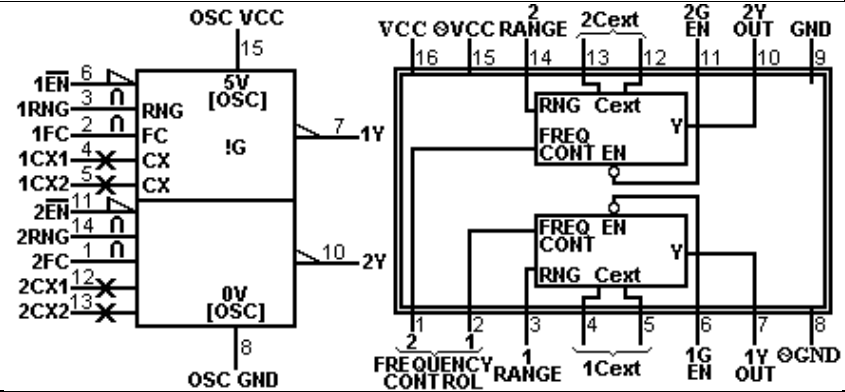 OSC VCC
15
1EN 6
5V
[OSC]
1RNG 3 ∩ RNG
1FC 2 ∩ FC
!G
7 1Y
1CX1 4 CX
1CX2 5 CX
2EN 11
2RNG 14 ∩
2FC 1 ∩
10 2Y
2CX1 12
2CX2 13
0V
[OSC]
8
OSC GND
VCC ΘVCC 2 RANGE 2Cext 2G EN 2Y OUT GND
16 15 14 13 12 11 10 9
RNG Cext
Y
FREQ
CONT EN
FREQ EN
CONT
Y
RNG Cext
1 2 3 4 5 6 7 8
2 1
FREQUENCY
CONTROL
1
RANGE
1Cext
1G
EN
1Y
OUT
ΘGND